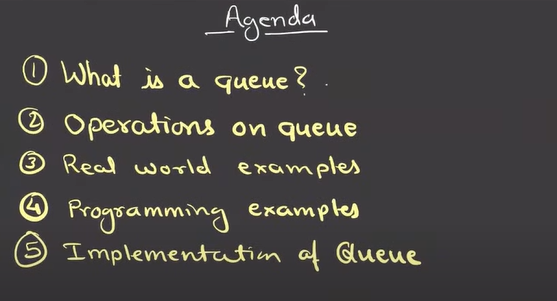 Agenda
① What is a queue?
② Operations on queue
③ Real world examples
④ Programming examples
⑤ Implementation of Queue